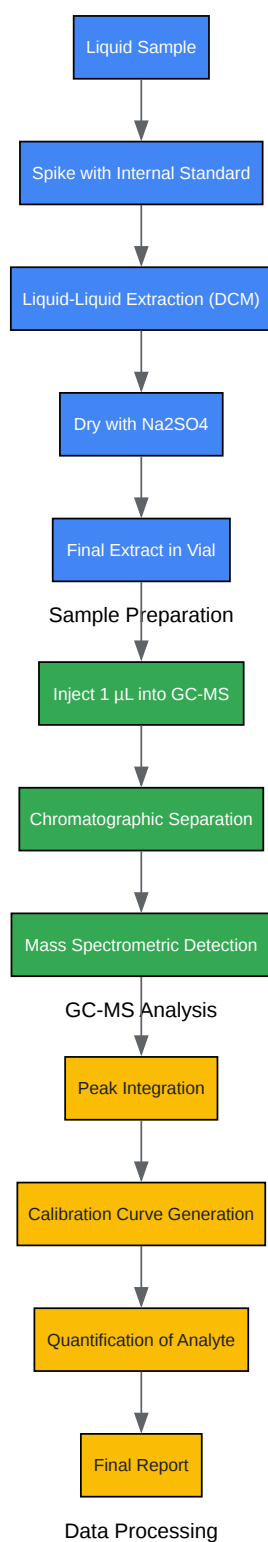 Liquid Sample
Spike with Internal Standard
Liquid-Liquid Extraction (DCM)
Dry with Na2SO4
Final Extract in Vial
Sample Preparation
Inject 1 µL into GC-MS
Chromatographic Separation
Mass Spectrometric Detection
GC-MS Analysis
Peak Integration
Calibration Curve Generation
Quantification of Analyte
Final Report
Data Processing